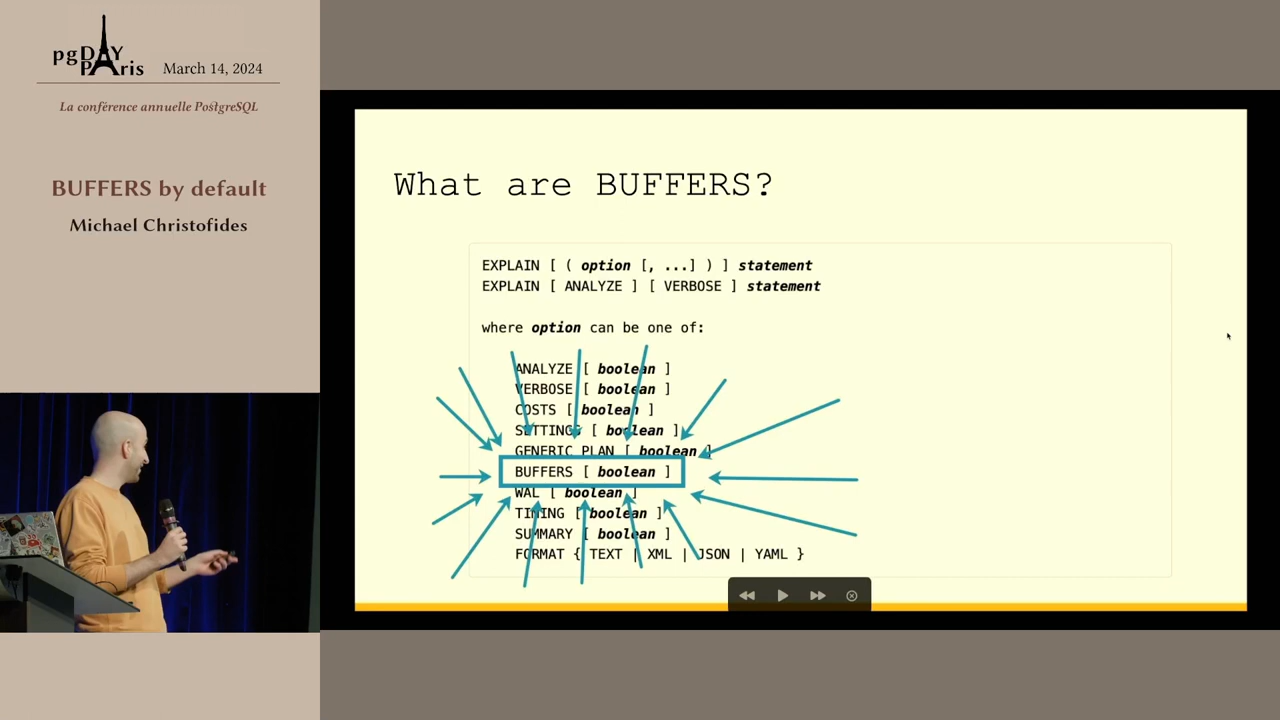 pgDAY
PAris
March 14, 2024
La conférence annuelle PostgreSQL
BUFFERS by default
Michael Christofides
What are BUFFERS?
EXPLAIN [ ( option [, ...] ) ] statement
EXPLAIN [ ANALYZE ] [ VERBOSE ] statement
where option can be one of:
ANALYZE [ boolean ]
VERBOSE [ boolean ]
COSTS [ boolean ]
SETTINGS [ boolean ]
GENERIC_PLAN [ boolean ]
BUFFERS [ boolean ]
WAL [ boolean ]
TIMING [ boolean ]
SUMMARY [ boolean ]
FORMAT { TEXT | XML | JSON | YAML }